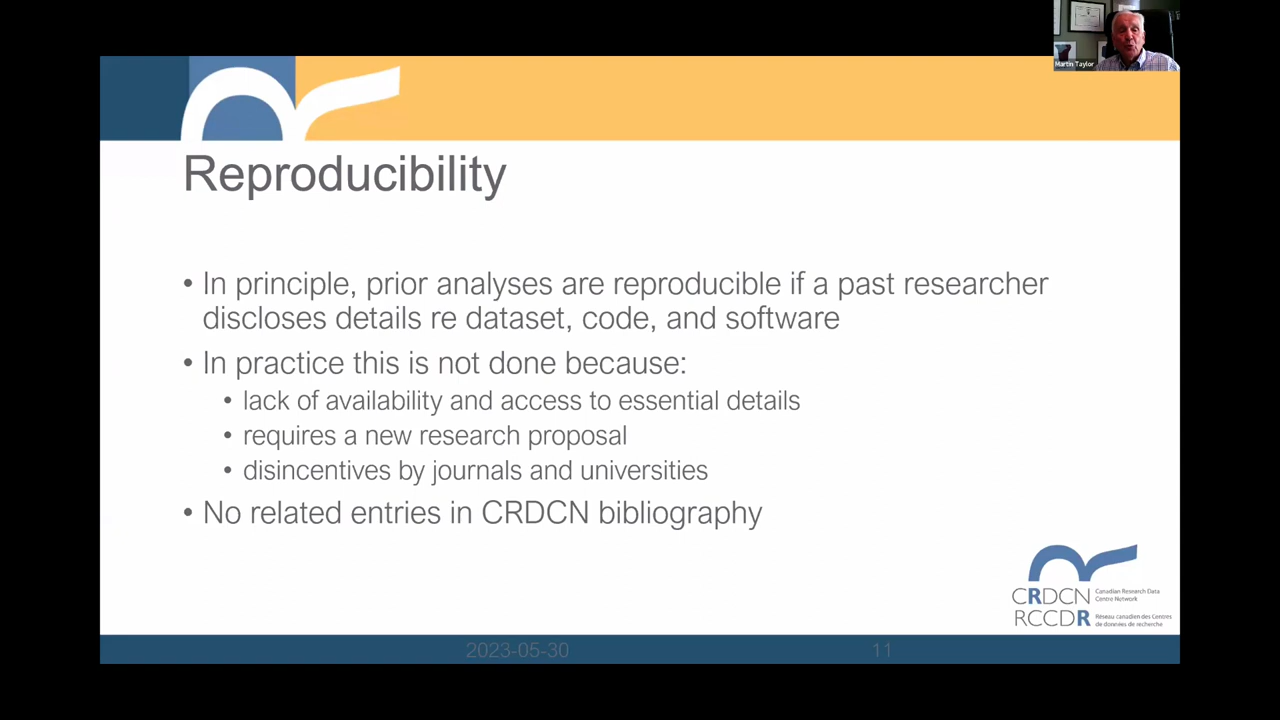 Martin Taylor
Reproducibility
• In principle, prior analyses are reproducible if a past researcher
discloses details re dataset, code, and software
• In practice this is not done because:
• lack of availability and access to essential details
• requires a new research proposal
• disincentives by journals and universities
• No related entries in CRDCN bibliography
CRDCN Canadian Research Data
Centre Network
RCCDR Réseau canadien des Centres
de données de recherche
2023-05-30
11